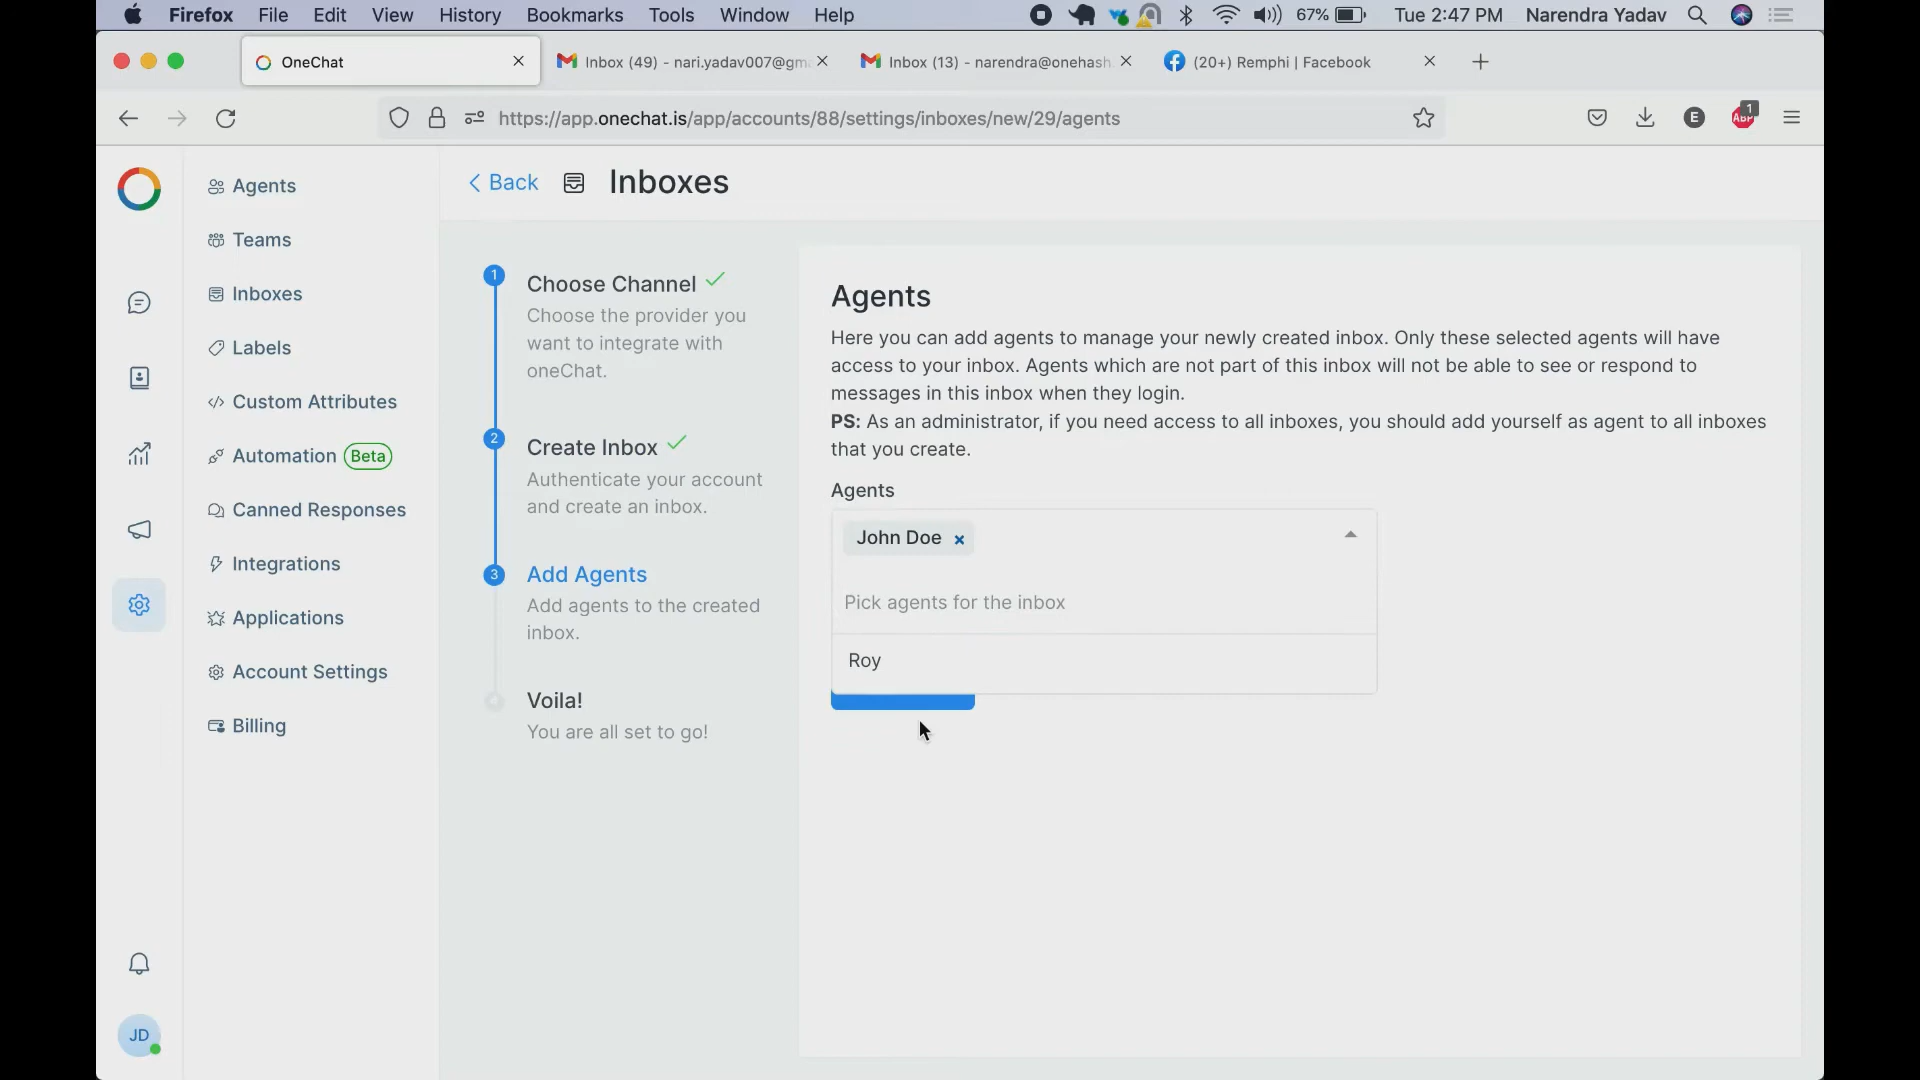 Firefox File Edit View History Bookmarks Tools Window Help 67% Tue 2:47 PM Narendra Yadav
OneChat
Inbox (49) - nari.yadav007@gm
Inbox (13) - narendra@onehash.
(20+) Remphi | Facebook
https://app.onechat.is/app/accounts/88/settings/inboxes/new/29/agents
E
ABP
1
Agents
Teams
Inboxes
Labels
Custom Attributes
Automation Beta
Canned Responses
Integrations
Applications
Account Settings
Billing
JD
Back Inboxes
1
Choose Channel
Choose the provider you
want to integrate with
oneChat.
2
Create Inbox
Authenticate your account
and create an inbox.
3
Add Agents
Add agents to the created
inbox.
4
Voila!
You are all set to go!
Agents
Here you can add agents to manage your newly created inbox. Only these selected agents will have
access to your inbox. Agents which are not part of this inbox will not be able to see or respond to
messages in this inbox when they login.
PS: As an administrator, if you need access to all inboxes, you should add yourself as agent to all inboxes
that you create.
Agents
John Doe ×
Pick agents for the inbox
Roy